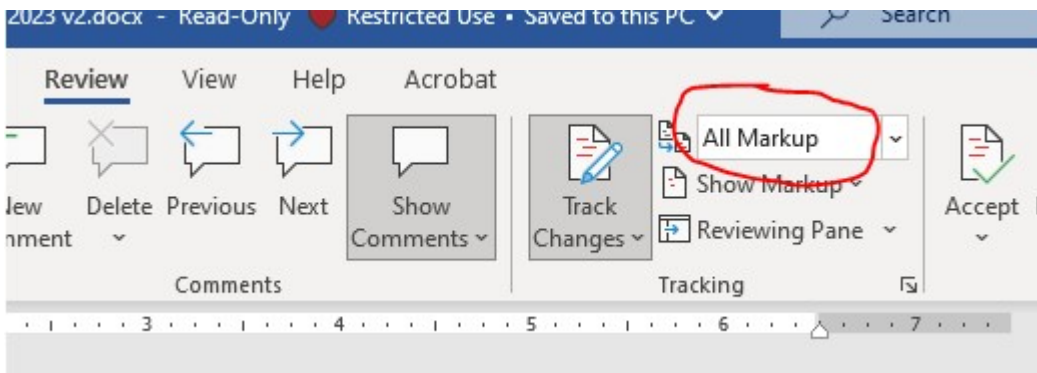 2023 v2.docx - Read-Only Restricted Use • Saved to this PC Search
Review View Help Acrobat
All Markup
Show Markup
Delete Previous Next Show Comments Track Changes Reviewing Pane Accept
Comments Tracking
3 4 5 6 7